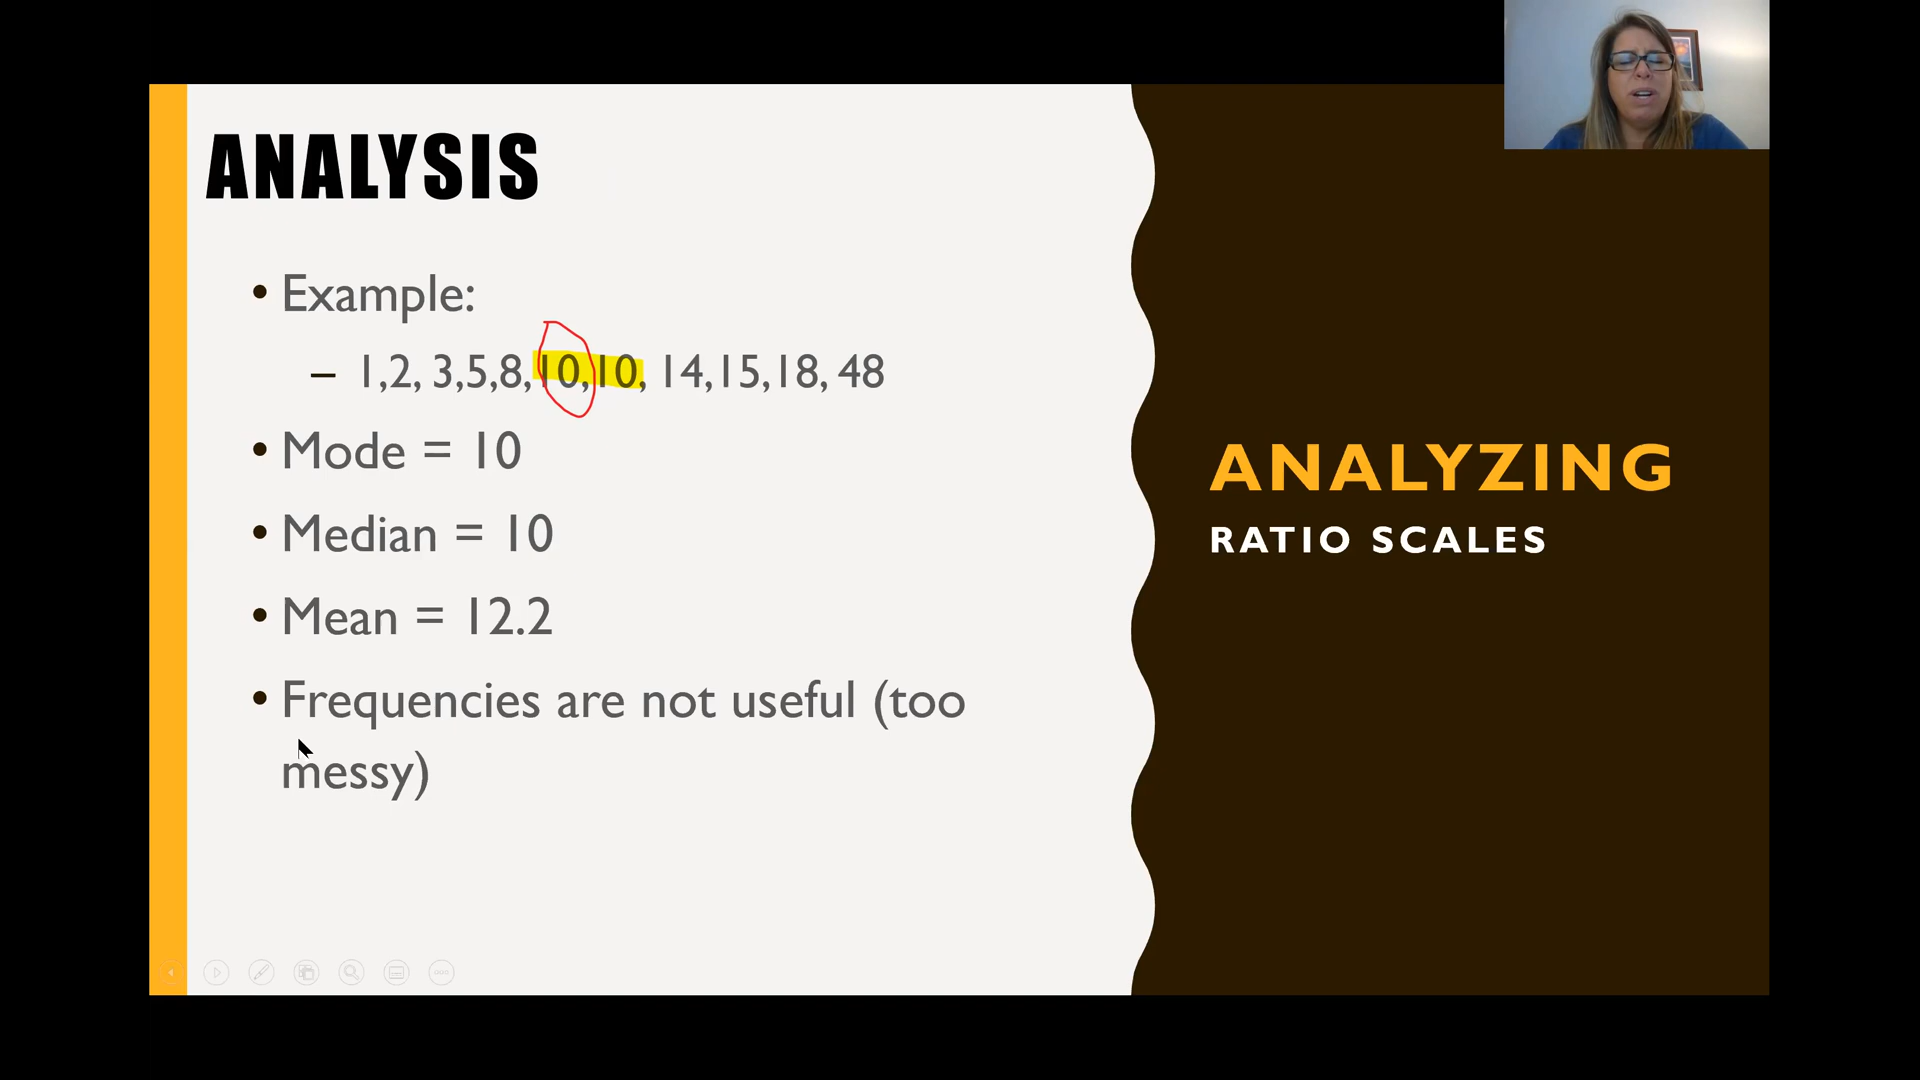 ANALYSIS
• Example:
– 1,2, 3,5,8,10,10, 14,15,18, 48
• Mode = 10
• Median = 10
• Mean = 12.2
• Frequencies are not useful (too
messy)
ANALYZING
RATIO SCALES